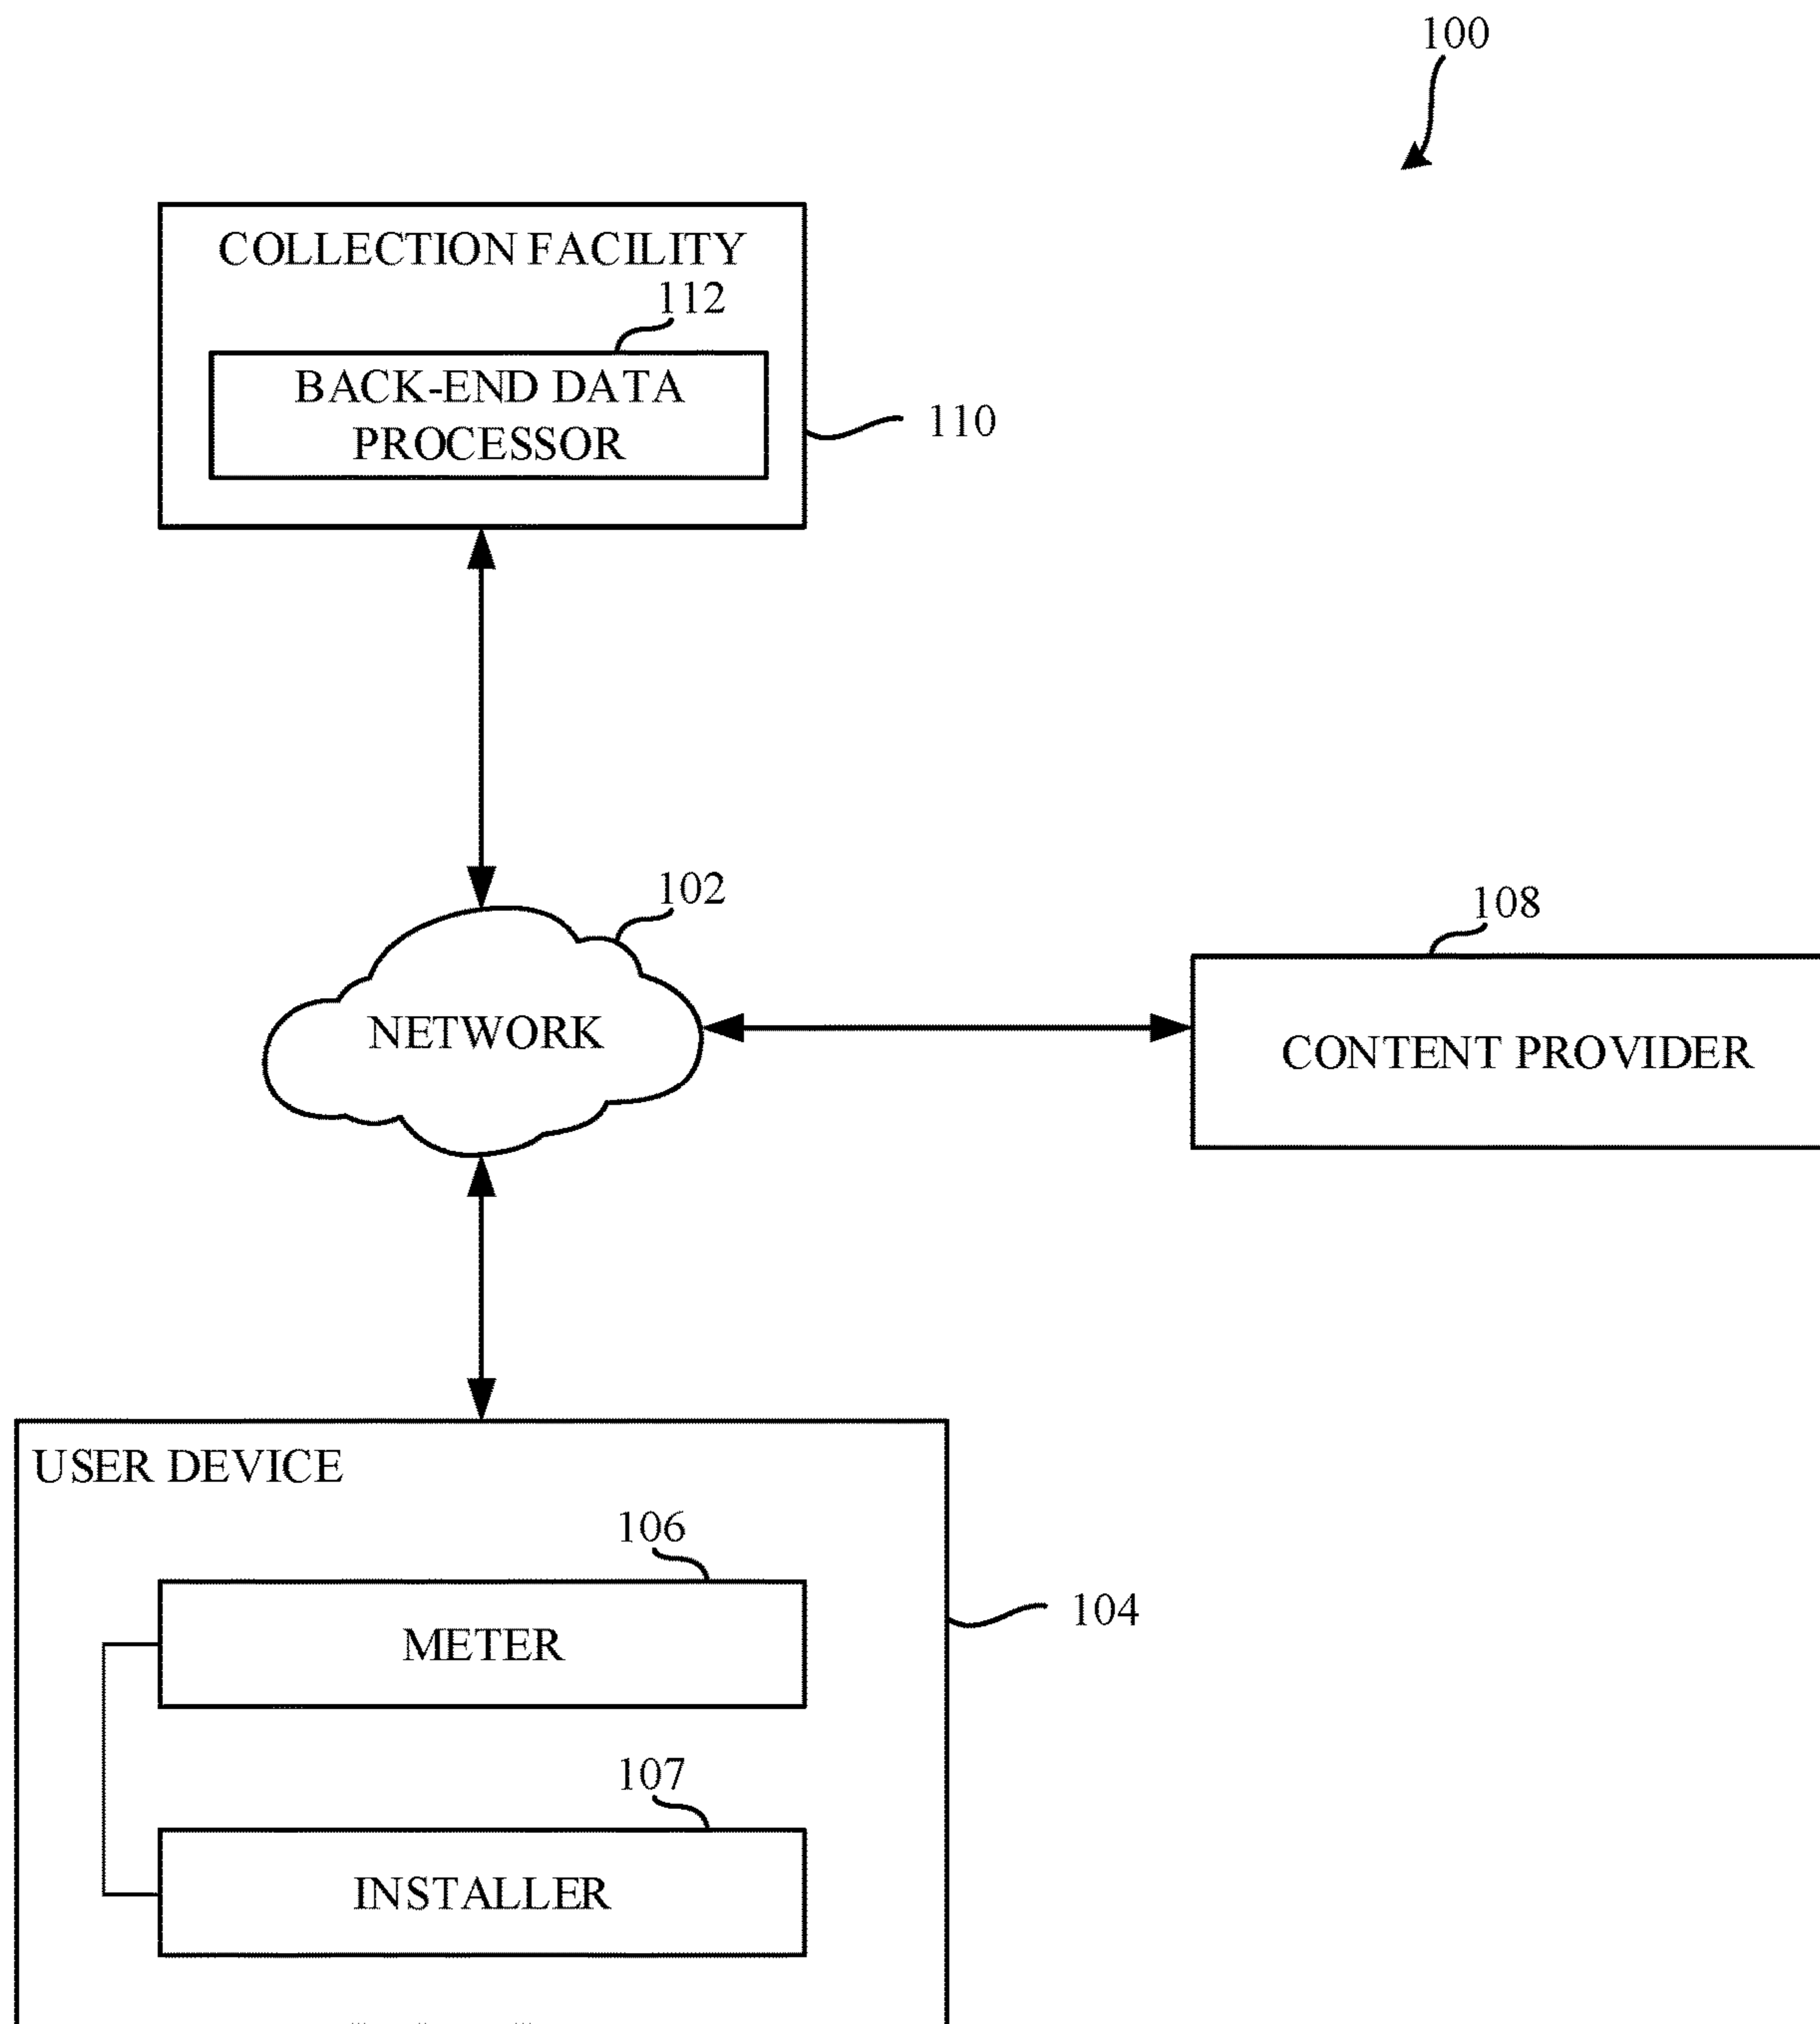 100
COLLECTION FACILITY
112
BACK-END DATA
PROCESSOR
110
102
108
NETWORK
CONTENT PROVIDER
USER DEVICE
106
104
METER
107
INSTALLER